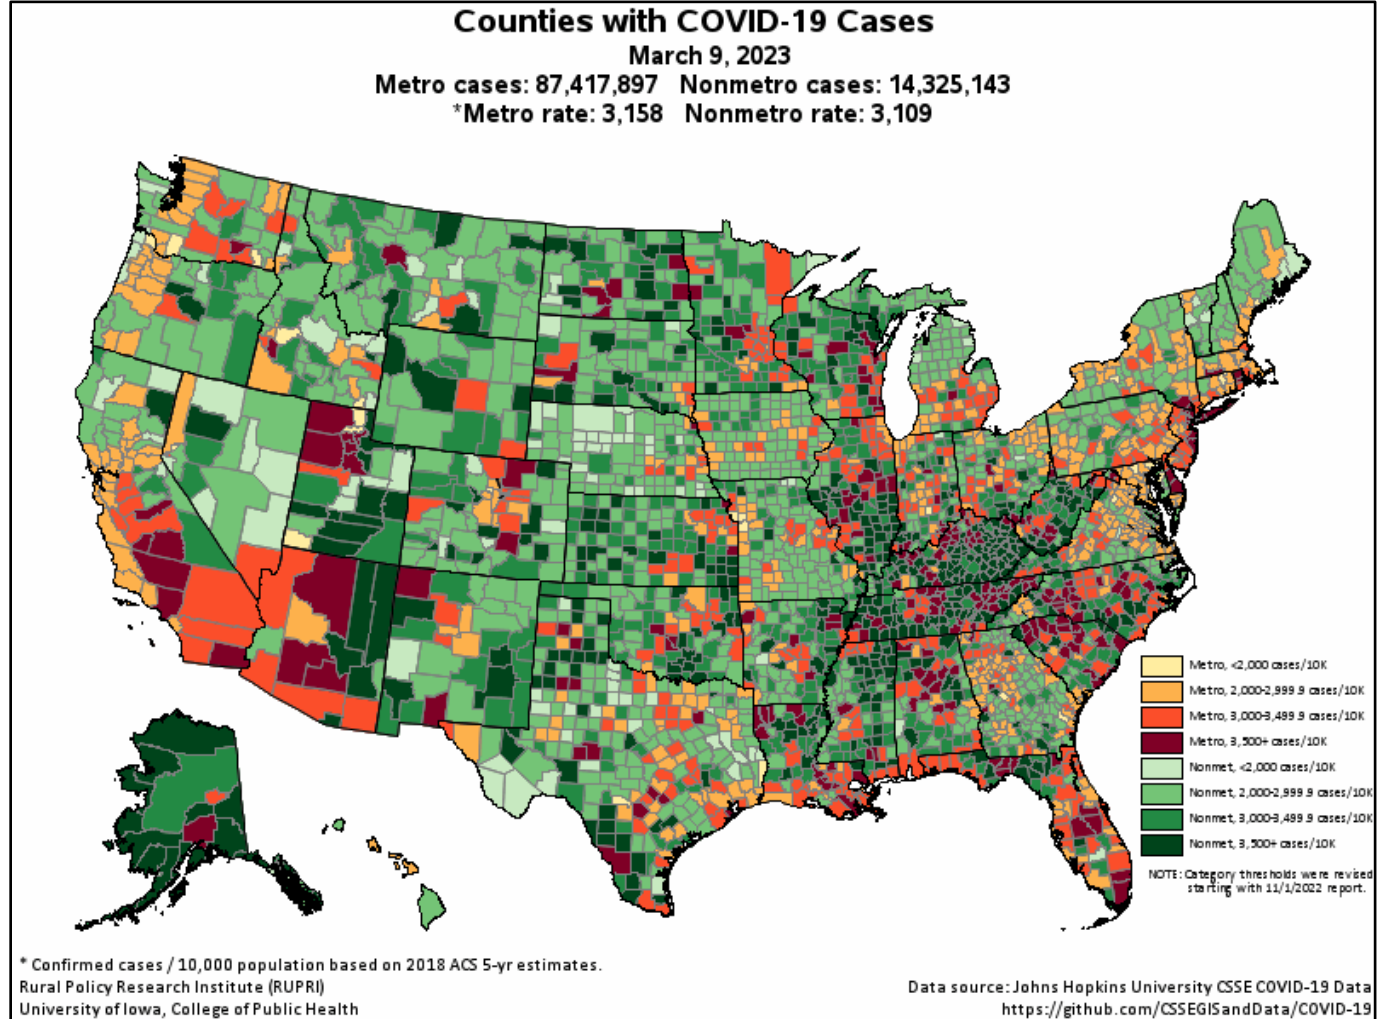 Counties with COVID-19 Cases
March 9, 2023
Metro cases: 87,417,897 Nonmetro cases: 14,325,143
*Metro rate: 3,158 Nonmetro rate: 3,109
Metro, <2,000 cases/10K
Metro, 2,000-2,999.9 cases/10K
Metro, 3,000-3,499.9 cases/10K
Metro, 3,500+ cases/10K
Nonmet, <2,000 cases/10K
Nonmet, 2,000-2,999.9 cases/10K
Nonmet, 3,000-3,499.9 cases/10K
Nonmet, 3,500+ cases/10K
NOTE: Category thresholds were revised
starting with 11/1/2022 report.
* Confirmed cases / 10,000 population based on 2018 ACS 5-yr estimates.
Rural Policy Research Institute (RUPRI)
University of Iowa, College of Public Health
Data source: Johns Hopkins University CSSE COVID-19 Data
https://github.com/CSSEGISandData/COVID-19